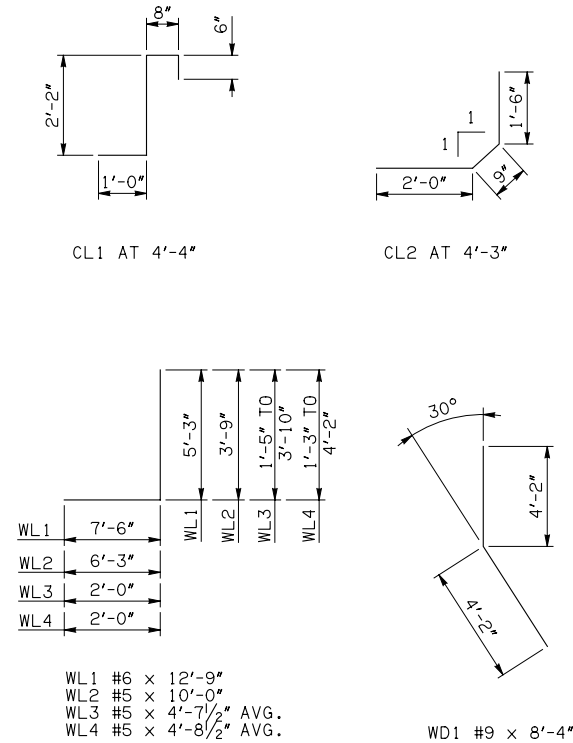 8"
6"
2'-2"
1'-0"
CL1 AT 4'-4"
1
1
1'-6"
2'-0"
9"
CL2 AT 4'-3"
5'-3"
3'-9"
1'-5" TO
3'-10"
1'-3" TO
4'-2"
WL1
WL2
WL3
WL4
WL1 7'-6"
WL2 6'-3"
WL3 2'-0"
WL4 2'-0"
WL1 #6 x 12'-9"
WL2 #5 x 10'-0"
WL3 #5 x 4'-7 1/2" AVG.
WL4 #5 x 4'-8 1/2" AVG.
30°
4'-2"
4'-2"
WD1 #9 x 8'-4"